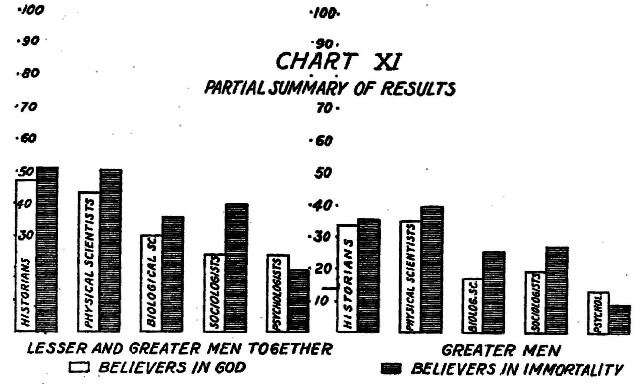 ·100
·90
·80
·70
·60
·50
·40
·30
·100·
·90·
CHART XI
PARTIAL SUMMARY OF RESULTS
70·
·60
50
·40·
·30
20
10
HISTORIANS
PHYSICAL SCIENTISTS
BIOLOGICAL SC.
SOCIOLOGISTS
PSYCHOLOGISTS
HISTORIANS
PHYSICAL SCIENTISTS
BIOLOG.SC.
SOCIOLOGISTS
PSYCHOL.
LESSER AND GREATER MEN TOGETHER
GREATER MEN
BELIEVERS IN GOD
BELIEVERS IN IMMORTALITY